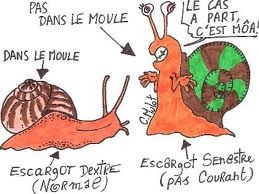 PAS
DANS LE MOULE
LE CAS
A PART,
C'EST MÔA!
DANS LE MOULE
ESCARGOT DEXTRE
(NORMAL)
ESCARGOT SENESTRE
(PAS COURANT)